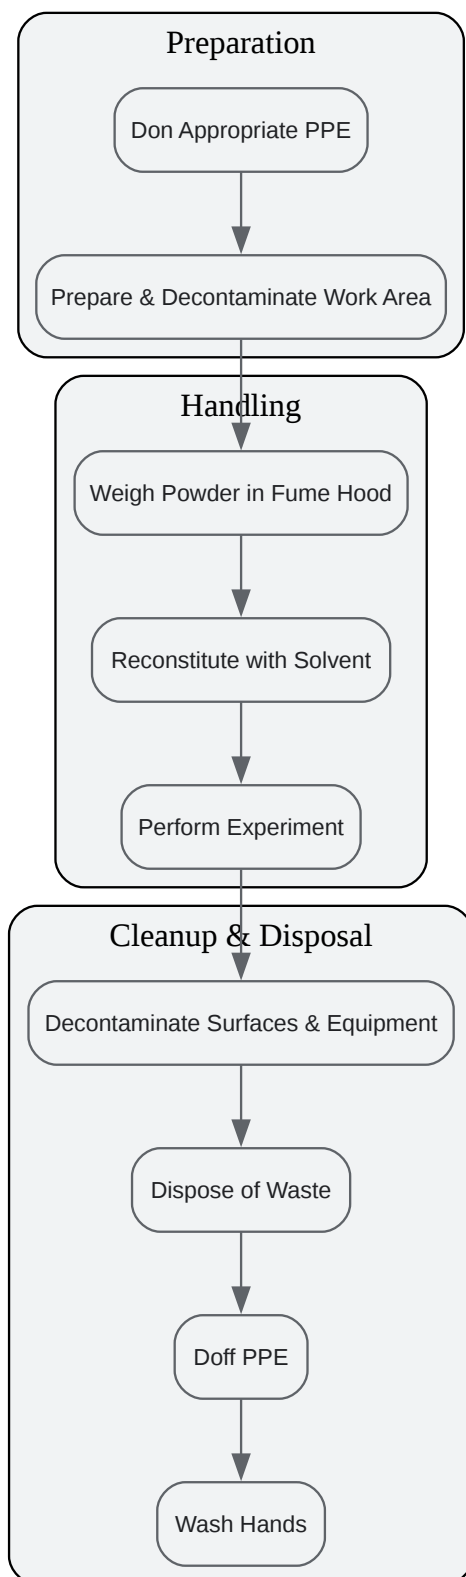 Preparation
Don Appropriate PPE
Prepare & Decontaminate Work Area
Handling
Weigh Powder in Fume Hood
Reconstitute with Solvent
Perform Experiment
Cleanup & Disposal
Decontaminate Surfaces & Equipment
Dispose of Waste
Doff PPE
Wash Hands